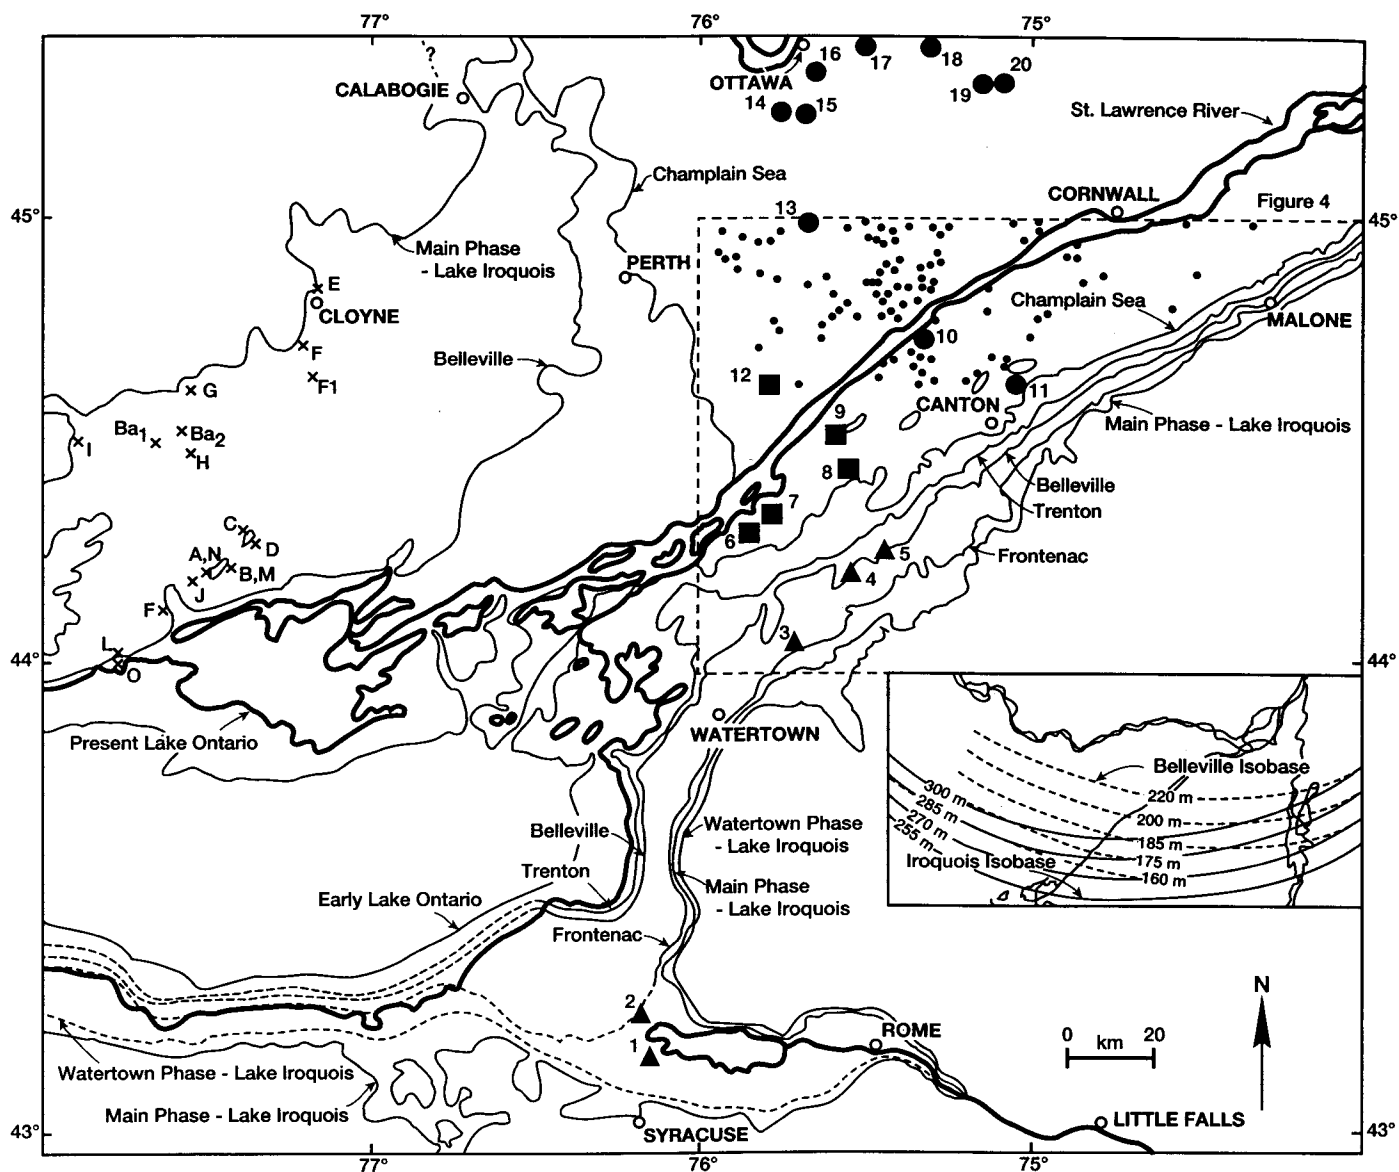 77°
76°
75°
?
CALABOGIE
OTTAWA
16
17
18
19
20
14
15
St. Lawrence River
Champlain Sea
CORNWALL
45°
13
Figure 4
45°
Main Phase
- Lake Iroquois
PERTH
E
CLOYNE
Champlain Sea
MALONE
F
F1
Belleville
10
12
11
G
CANTON
9
Main Phase - Lake Iroquois
Ba1
Ba2
I
H
8
Belleville
7
Trenton
C
D
6
5
Frontenac
A,N
B,M
4
J
F
3
L
O
44°
44°
WATERTOWN
Present Lake Ontario
Belleville Isobase
300 m
285 m
270 m
255 m
220 m
200 m
185 m
175 m
160 m
Iroquois Isobase
Belleville
Watertown Phase
- Lake Iroquois
Trenton
Main Phase
- Lake Iroquois
Early Lake Ontario
Frontenac
N
2
ROME
0
20
km
1
Watertown Phase - Lake Iroquois
Main Phase - Lake Iroquois
LITTLE FALLS
SYRACUSE
43°
43°
77°
76°
75°